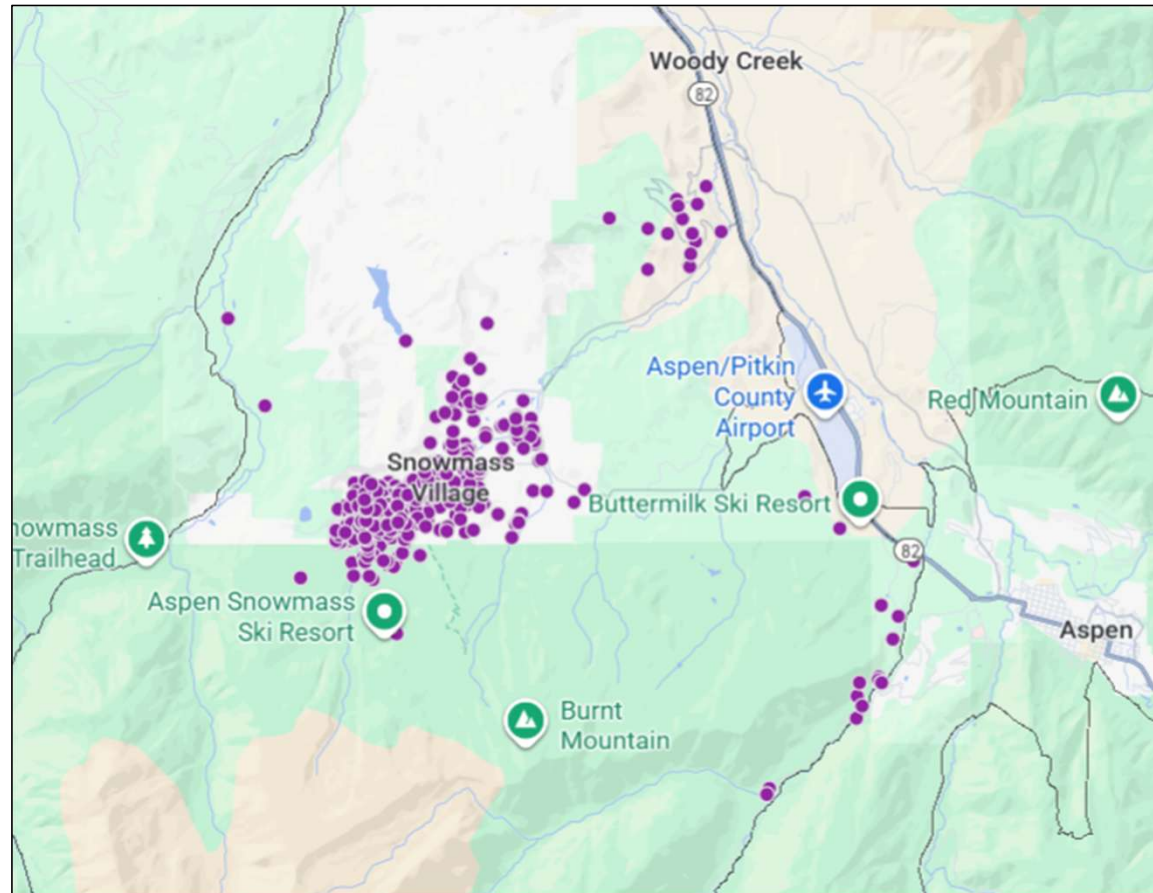 Woody Creek
82
Aspen/Pitkin
County
Airport
Red Mountain
Snowmass
Village
Buttermilk Ski Resort
nowmass
Trailhead
82
Aspen Snowmass
Ski Resort
Aspen
Burnt
Mountain